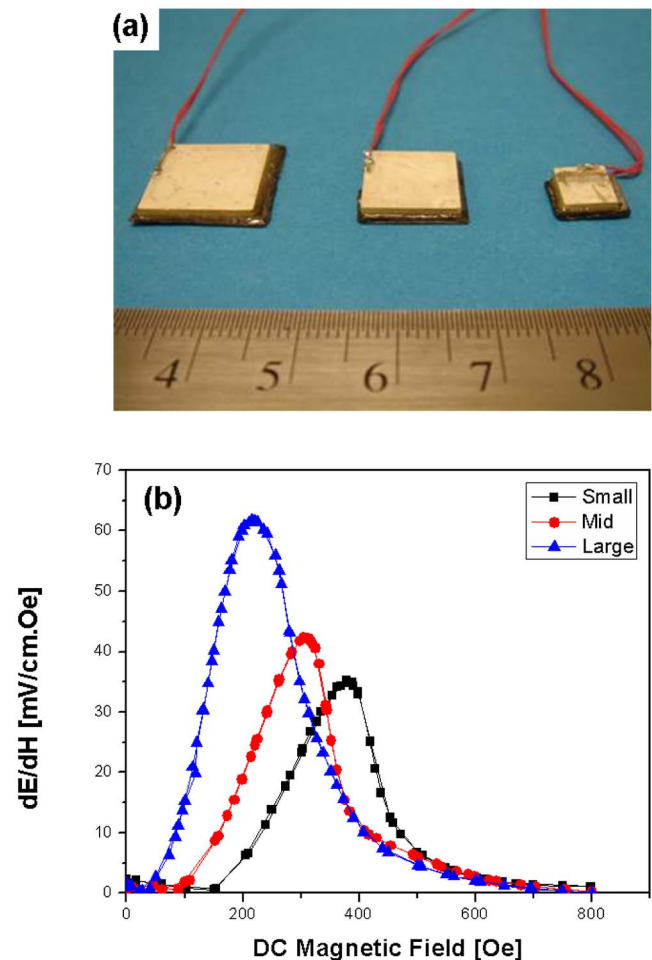 (a)
4 5 6 7 8
70
(b)
Small
60
Mid
Large
50
40
dE/dH [mV/cm.Oe]
30
20
10
0
0 200 400 600 800
DC Magnetic Field [Oe]